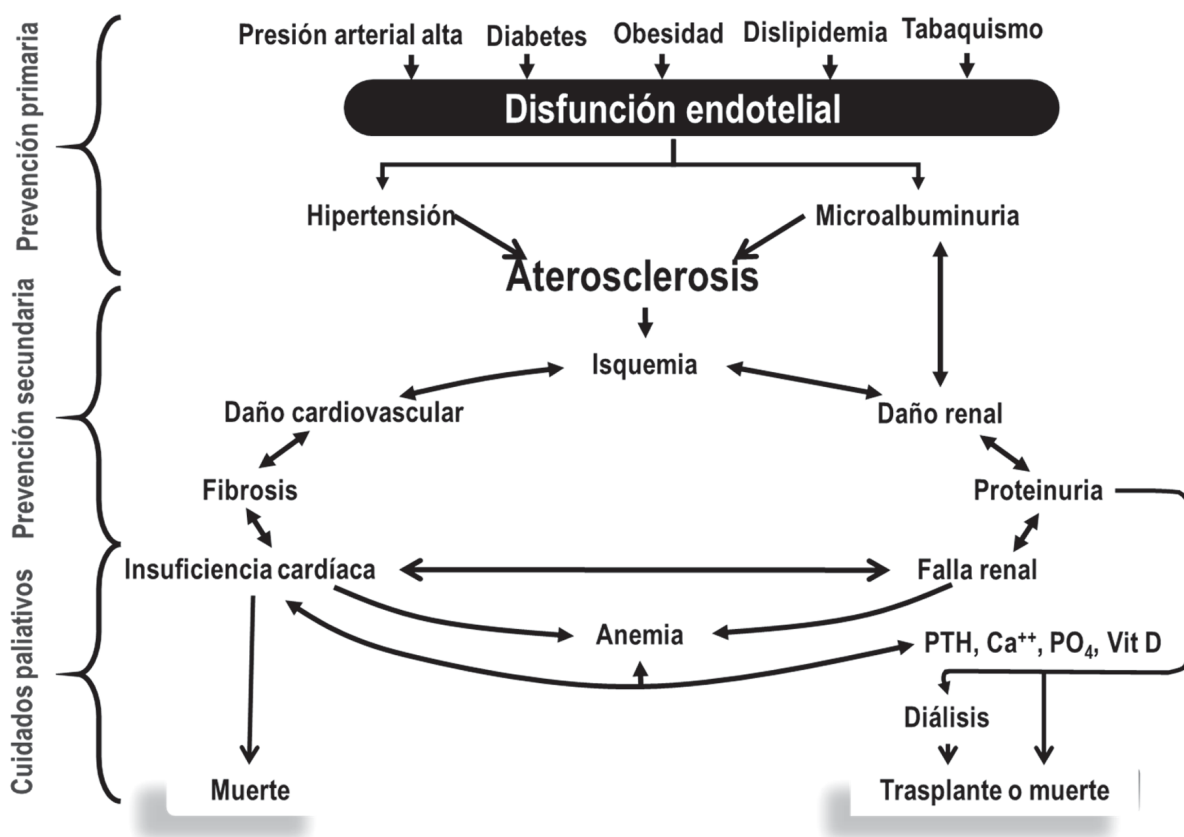 Prevención primaria
Presión arterial alta
Diabetes
Obesidad
Dislipidemia
Tabaquismo
Disfunción endotelial
Hipertensión
Microalbuminuria
Aterosclerosis
Prevención secundaria
Isquemia
Daño cardiovascular
Daño renal
Fibrosis
Proteinuria
Cuidados paliativos
Insuficiencia cardíaca
Falla renal
Anemia
PTH, Ca⁺⁺, PO₄, Vit D
Diálisis
Muerte
Trasplante o muerte